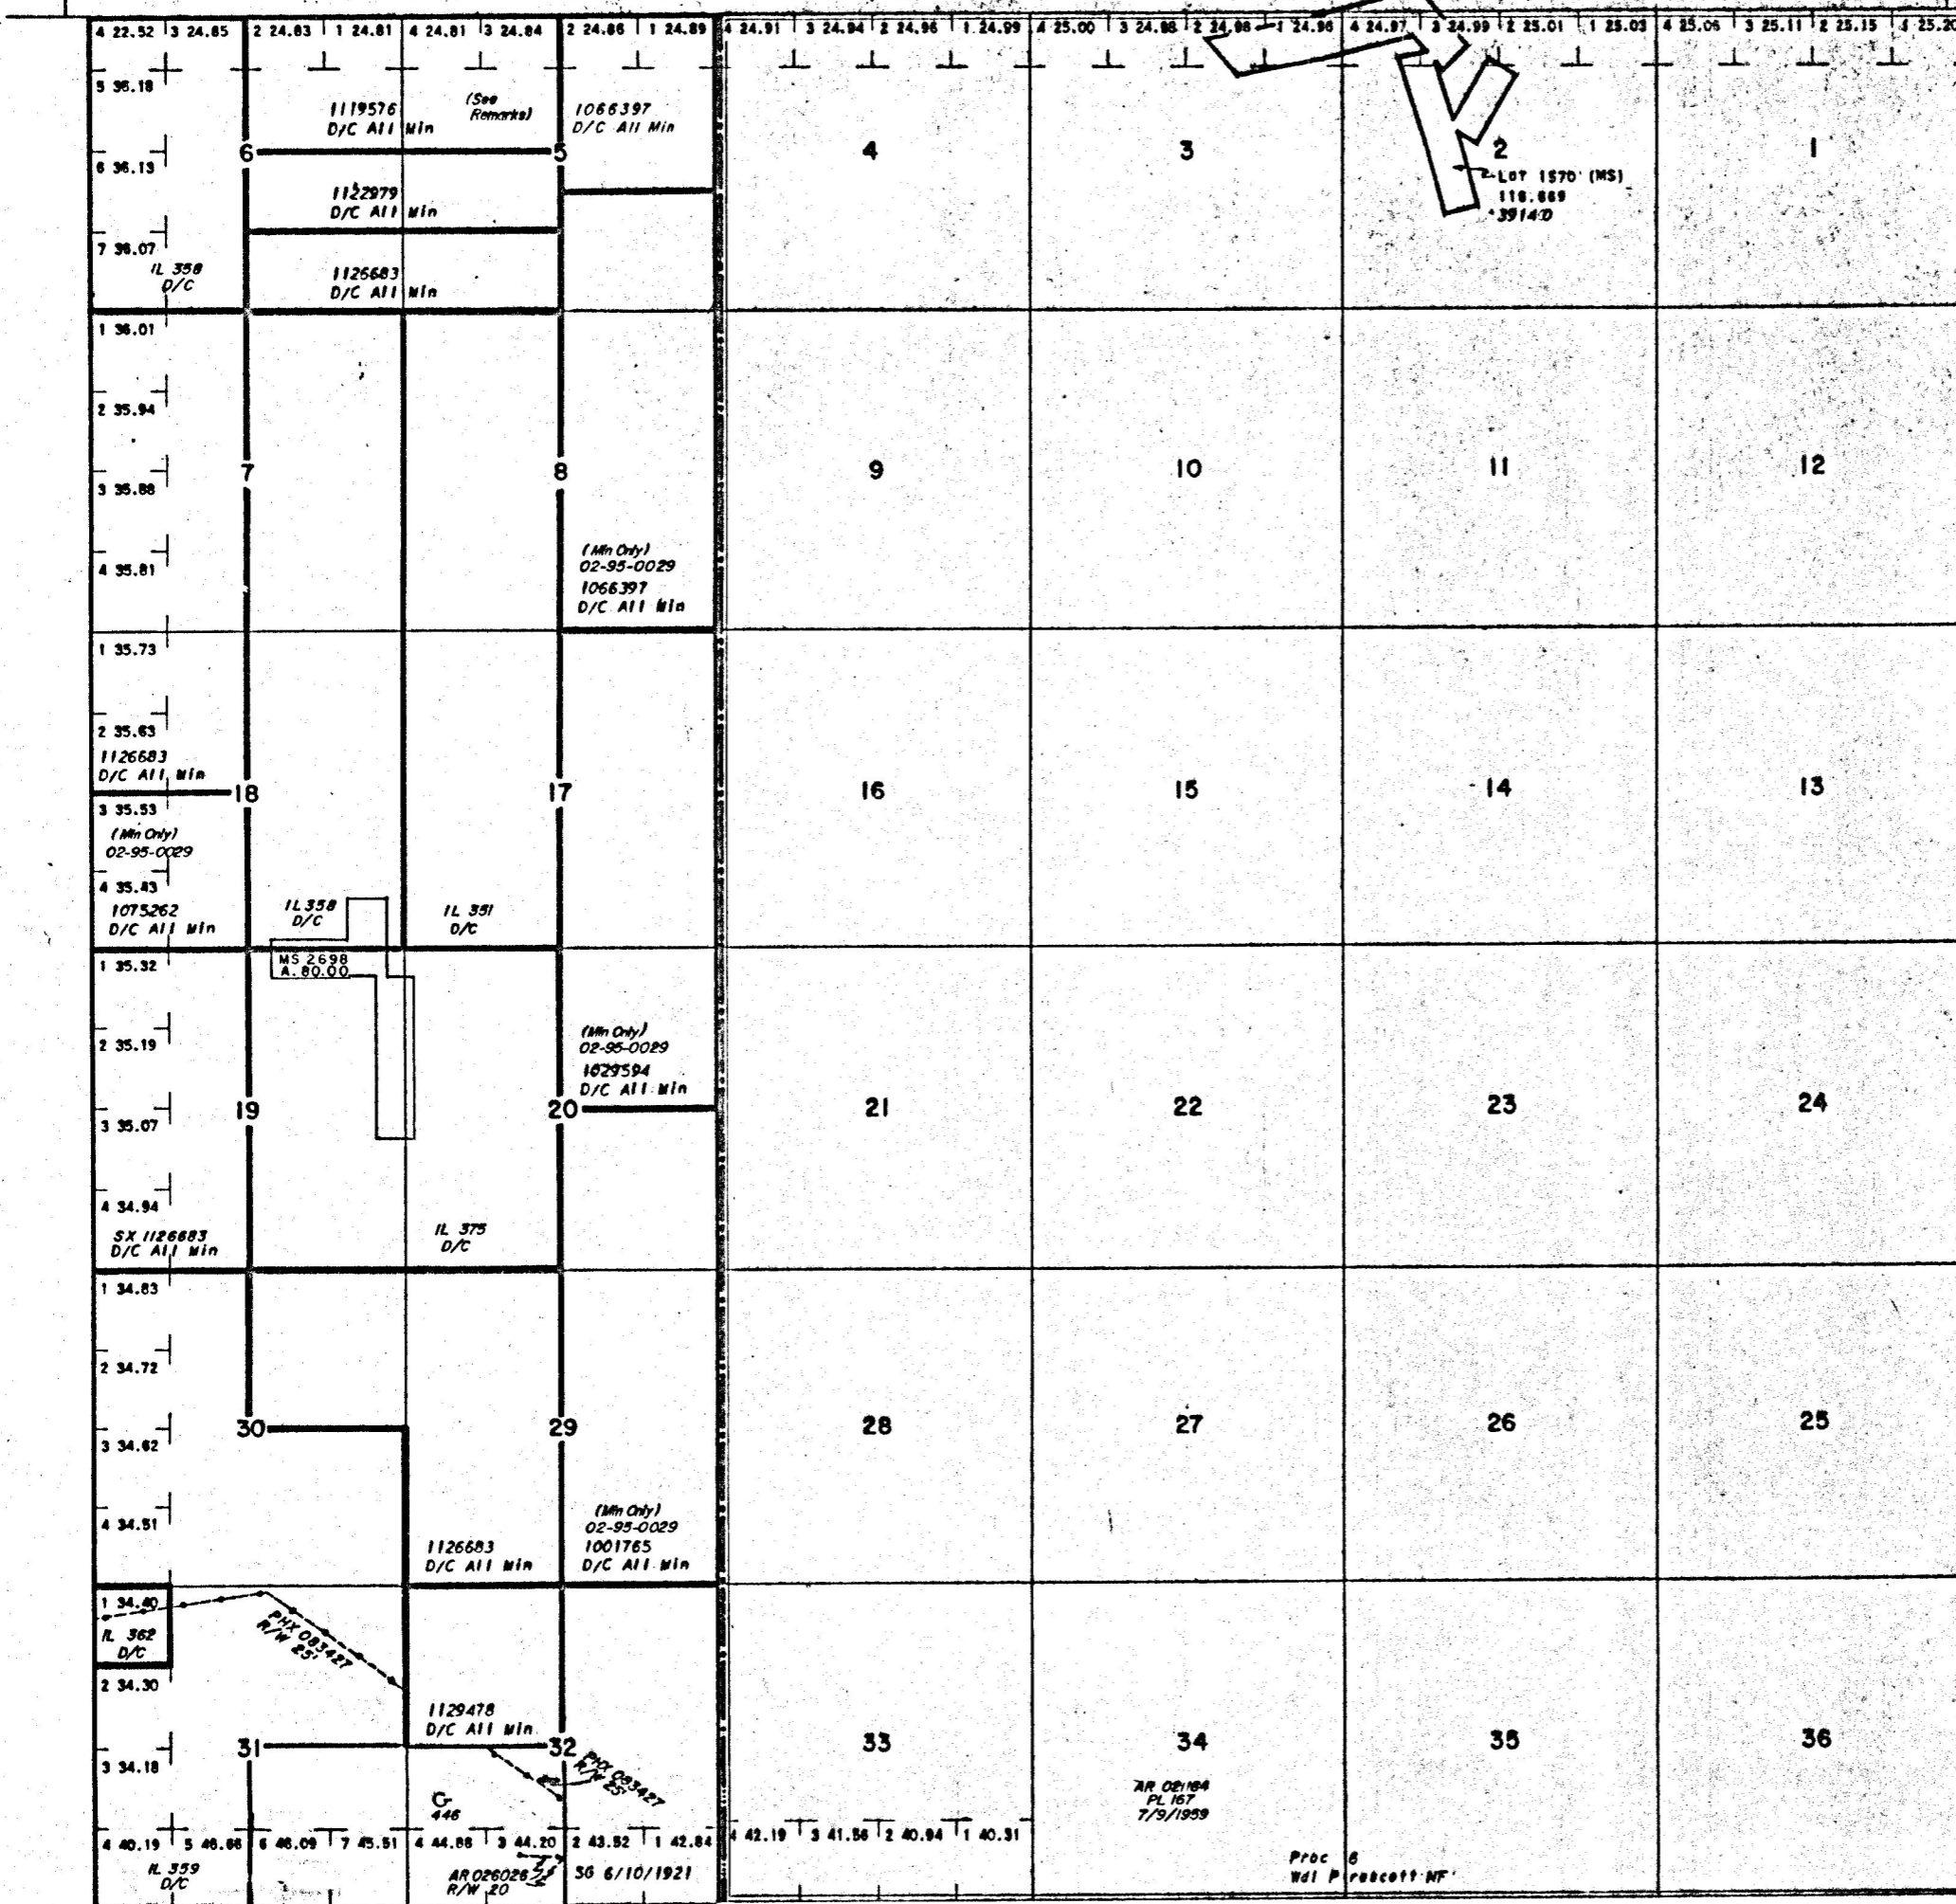 4 22.52 3 24.85 2 24.83 1 24.81 4 24.81 3 24.84 2 24.86 1 24.89 4 24.91 3 24.94 2 24.96 1 24.99 4 25.00 3 24.98 2 24.98 1 24.96 4 24.97 3 24.99 2 25.01 1 25.03 4 25.06 3 25.11 2 25.15 1 25.20
5 36.18
1119576
D/C All Min
(See
Remarks)
1066397
D/C All Min
6 5 4 3 2 1
6 36.13
Lot 1570 (MS)
118.669
39140
1122979
D/C All Min
7 36.07
IL 358
D/C
1126683
D/C All Min
1 36.01
2 35.94
7 8 9 10 11 12
3 35.88
(Min Only)
02-95-0029
1066397
D/C All Min
4 35.81
1 35.73
2 35.63
1126683
D/C All Min
18 17 16 15 14 13
3 35.53
(Min Only)
02-95-0029
4 35.43
1075262
D/C All Min
IL 358
D/C
IL 351
D/C
1 35.32
MS 2698
A. 80.00
2 35.19
(Min Only)
02-95-0029
1029594
D/C All Min
19 20 21 22 23 24
3 35.07
4 34.94
SX 1126683
D/C All Min
IL 375
D/C
1 34.83
2 34.72
30 29 28 27 26 25
3 34.62
4 34.51
1126683
D/C All Min
(Min Only)
02-95-0029
1001765
D/C All Min
1 34.40
IL 362
D/C
PHX 083427
R/W 25'
2 34.30
1129478
D/C All Min
31 32 33 34 35 36
3 34.18
PHX 083427
R/W 25'
G
446
AR 021164
PL 167
7/9/1959
4 40.19 5 46.66 6 46.09 7 45.51 4 44.86 3 44.20 2 43.52 1 42.84 4 42.19 3 41.56 2 40.94 1 40.31
IL 359
D/C
AR 026026
R/W 20
SG 6/10/1921
Proc 6
Wdl Prescott NF